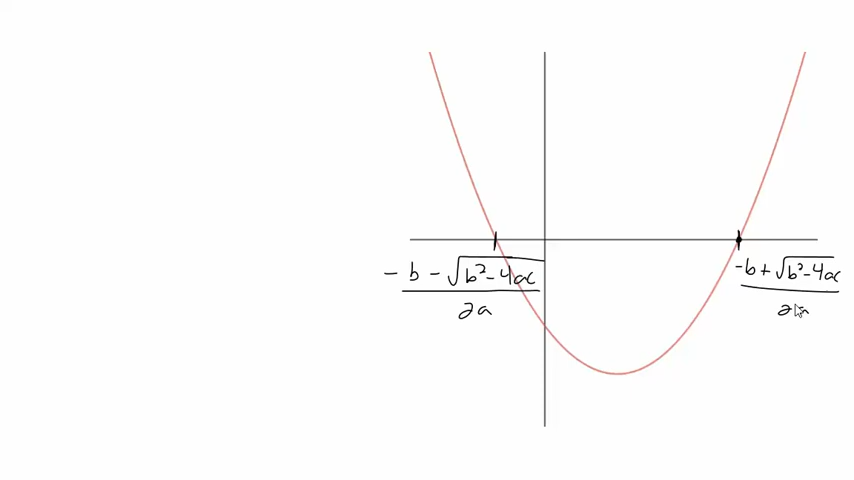 -b - √(b² - 4ac)
2a
-b + √(b² - 4ac)
2a